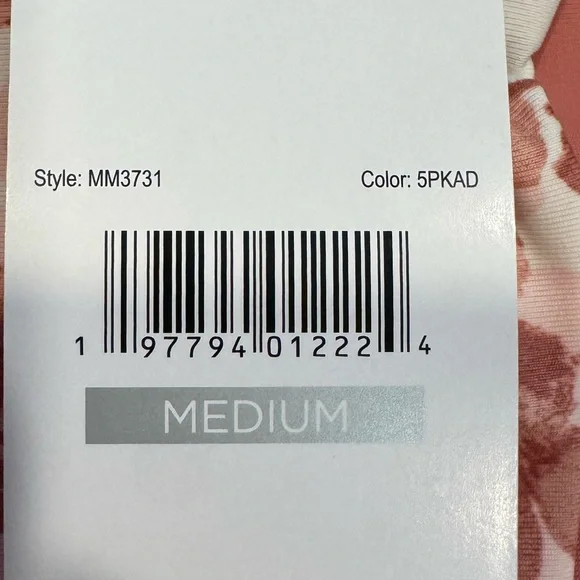 Style: MM3731 Color: 5PKAD
1 97794 01222 4
MEDIUM